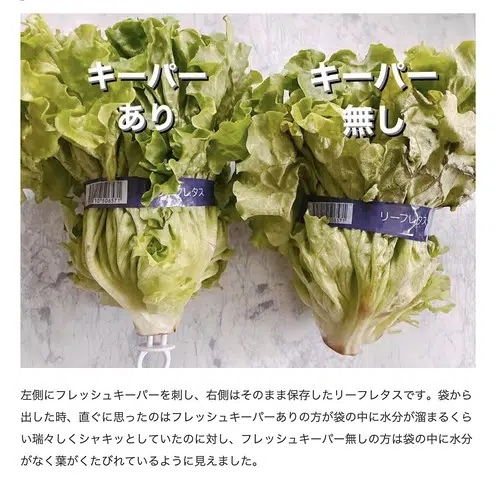 キーパー
あり
キーパー
無し
リーフレタス
左側にフレッシュキーパーを刺し、右側はそのまま保存したリーフレタスです。袋から
出した時、直ぐに思ったのはフレッシュキーパーありの方が袋の中に水分が溜まるくら
い瑞々しくシャキッとしていたのに対し、フレッシュキーパー無しの方は袋の中に水分
がなく葉がくたびれているように見えました。